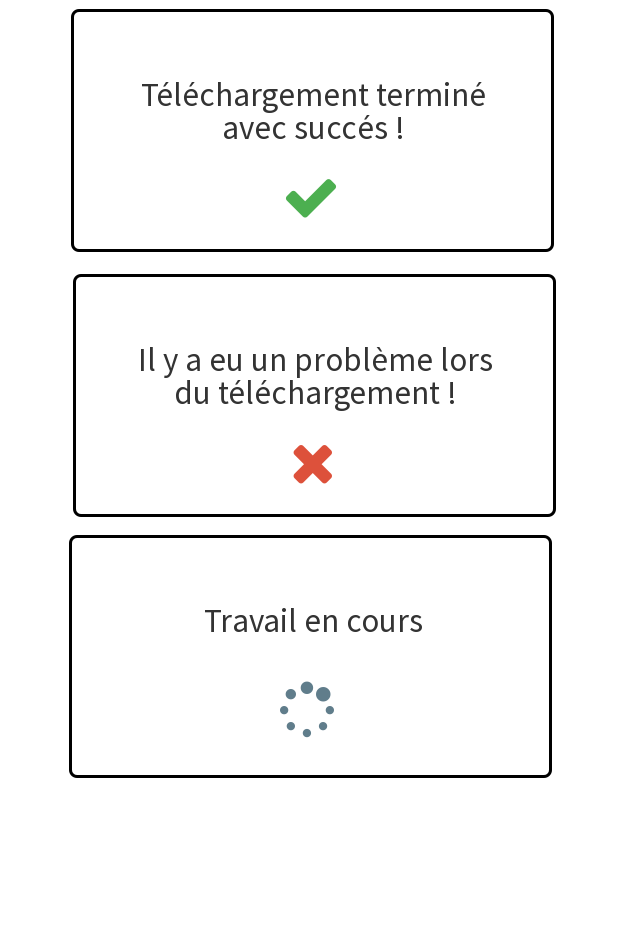 Téléchargement terminé
avec succés !
Il y a eu un problème lors
du téléchargement !
Travail en cours